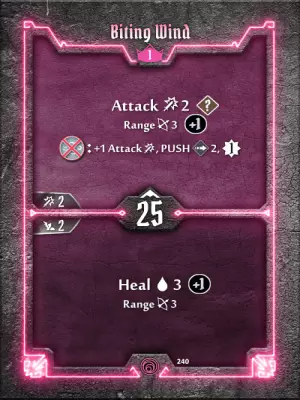 Biting Wind
1
Attack 2 ?
Range 3 +1
: +1 Attack, PUSH 2, 1
2
25
2
Heal 3 +1
Range 3
240